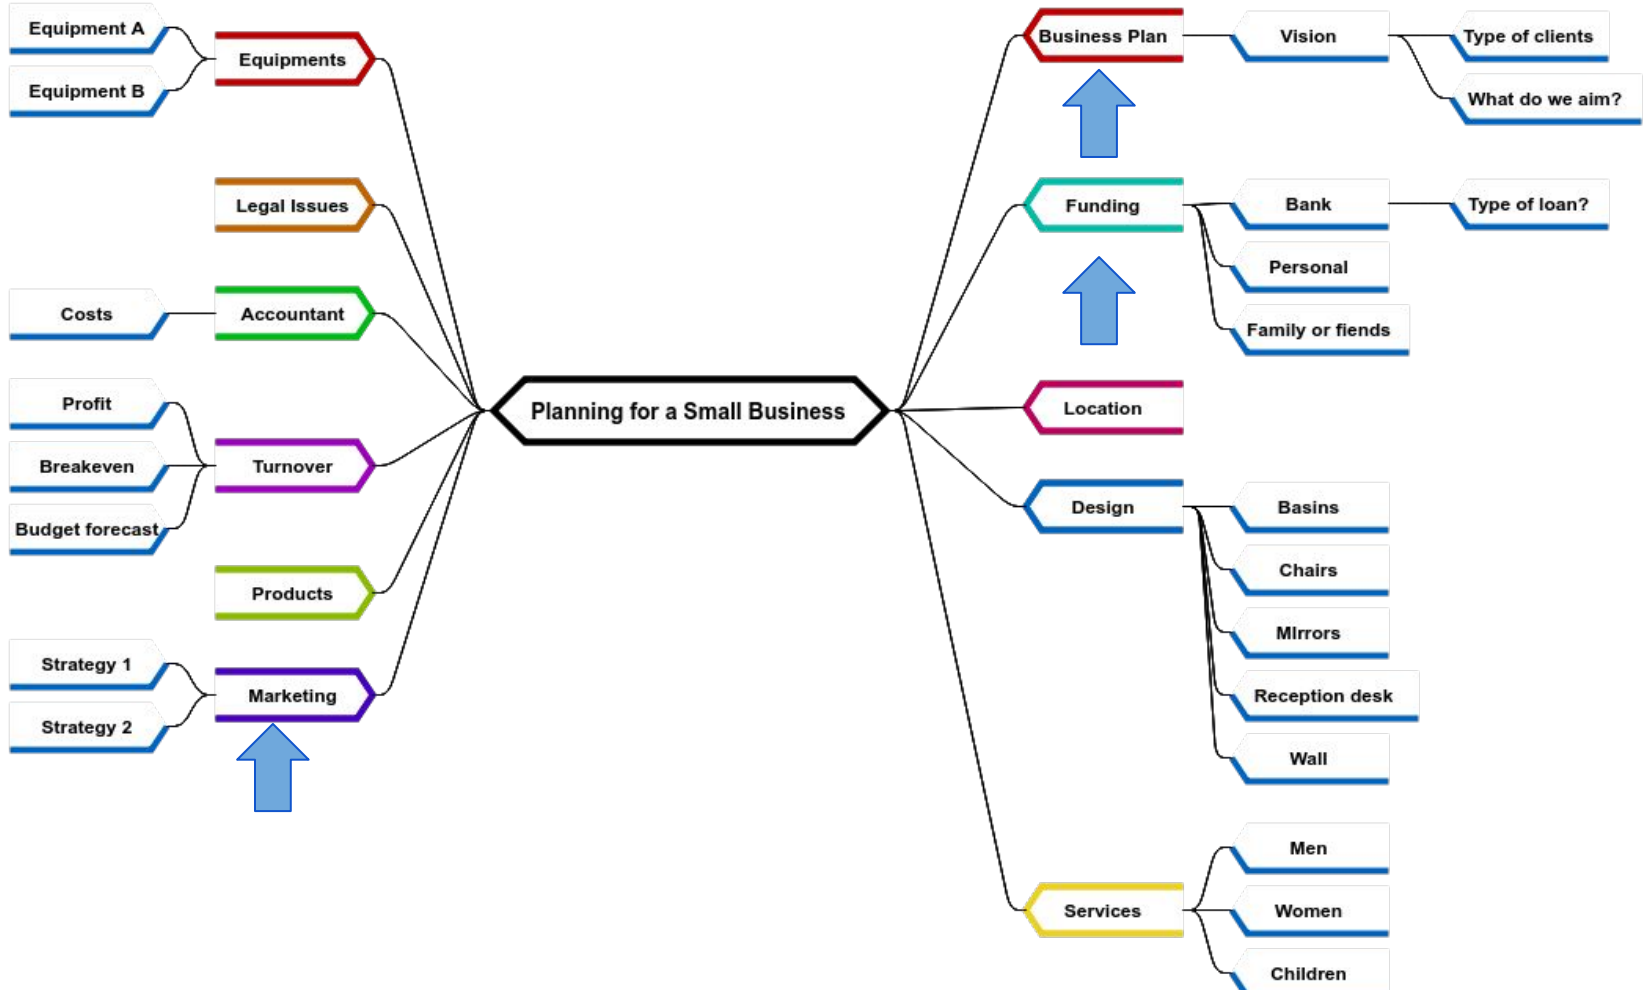 Planning for a Small Business
Business Plan
Vision
Type of clients
What do we aim?
Funding
Bank
Type of loan?
Personal
Family or fiends
Location
Design
Basins
Chairs
MIrrors
Reception desk
Wall
Services
Men
Women
Children
Equipments
Equipment A
Equipment B
Legal Issues
Accountant
Costs
Turnover
Profit
Breakeven
Budget forecast
Products
Marketing
Strategy 1
Strategy 2